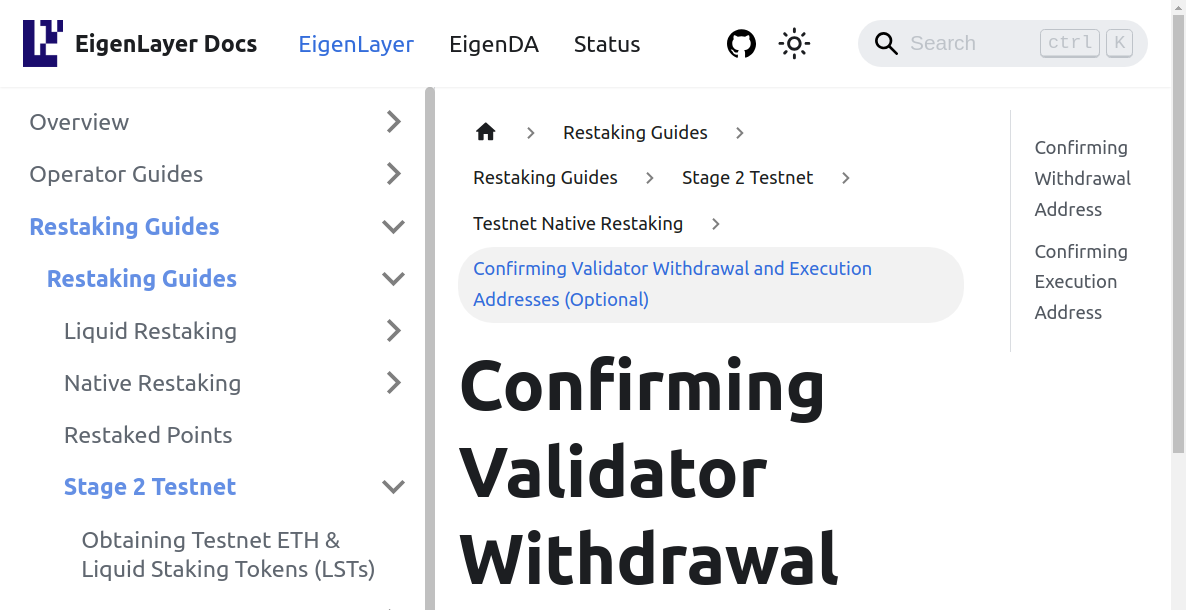 EigenLayer Docs
EigenLayer
EigenDA
Status
Search
ctrl
K
Overview
Operator Guides
Restaking Guides
Restaking Guides
Liquid Restaking
Native Restaking
Restaked Points
Stage 2 Testnet
Obtaining Testnet ETH &
Liquid Staking Tokens (LSTs)
Restaking Guides
Restaking Guides
Stage 2 Testnet
Testnet Native Restaking
Confirming Validator Withdrawal and Execution
Addresses (Optional)
Confirming
Validator
Withdrawal
Confirming
Withdrawal
Address
Confirming
Execution
Address